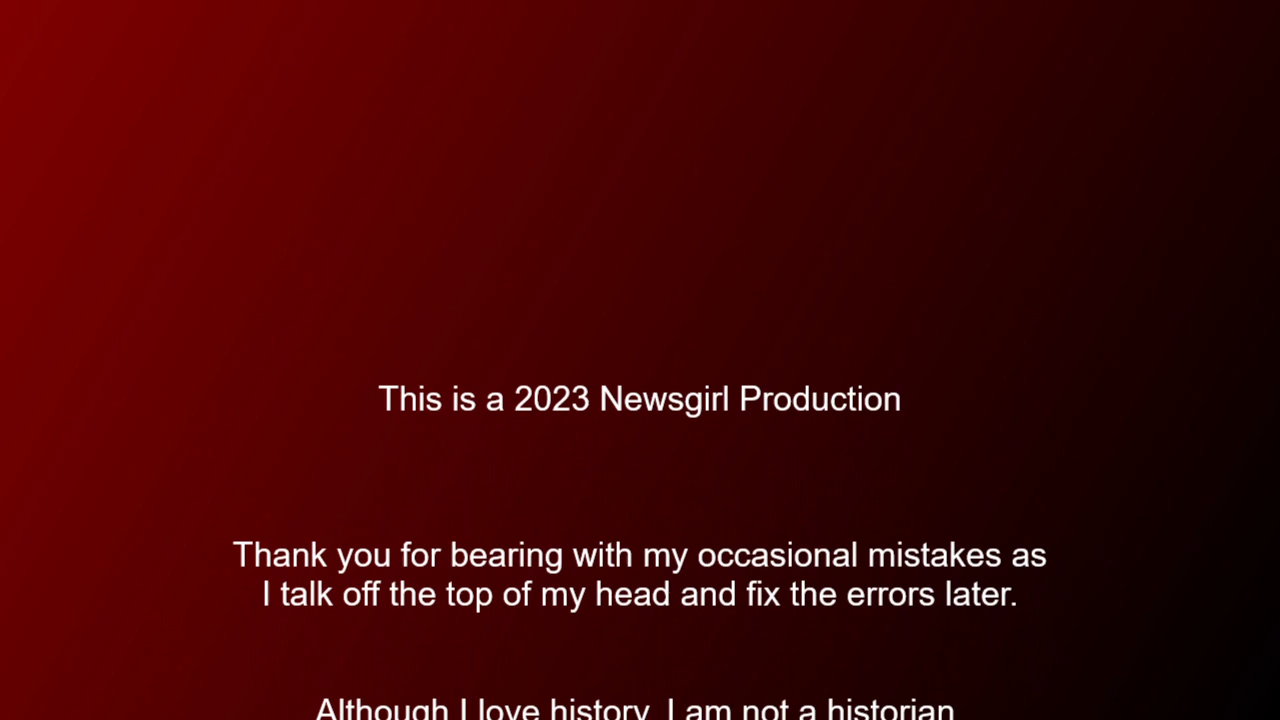 This is a 2023 Newsgirl Production
Thank you for bearing with my occasional mistakes as
I talk off the top of my head and fix the errors later.
Although I love history, I am not a historian